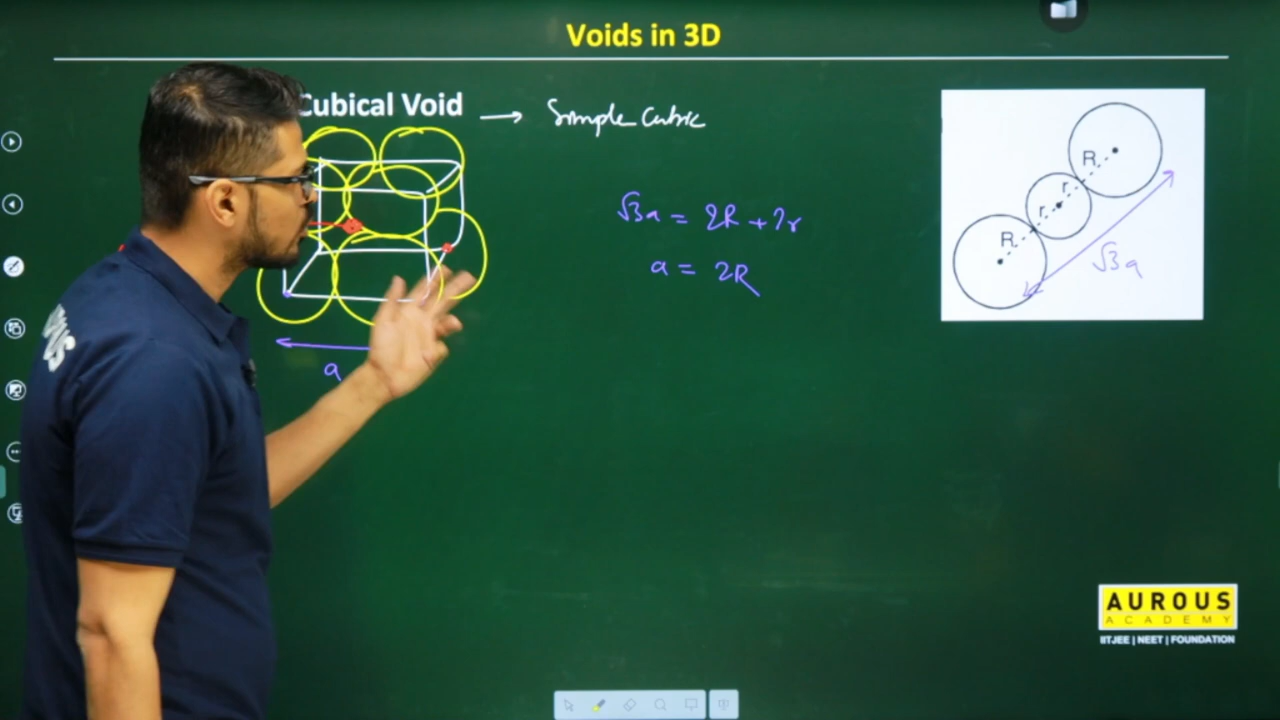 Voids in 3D
Cubical Void → Simple Cubic
√3a = 2R + 2r
a = 2R
a
R
r
r
R
√3a
AUROUS
ACADEMY
IITJEE | NEET | FOUNDATION